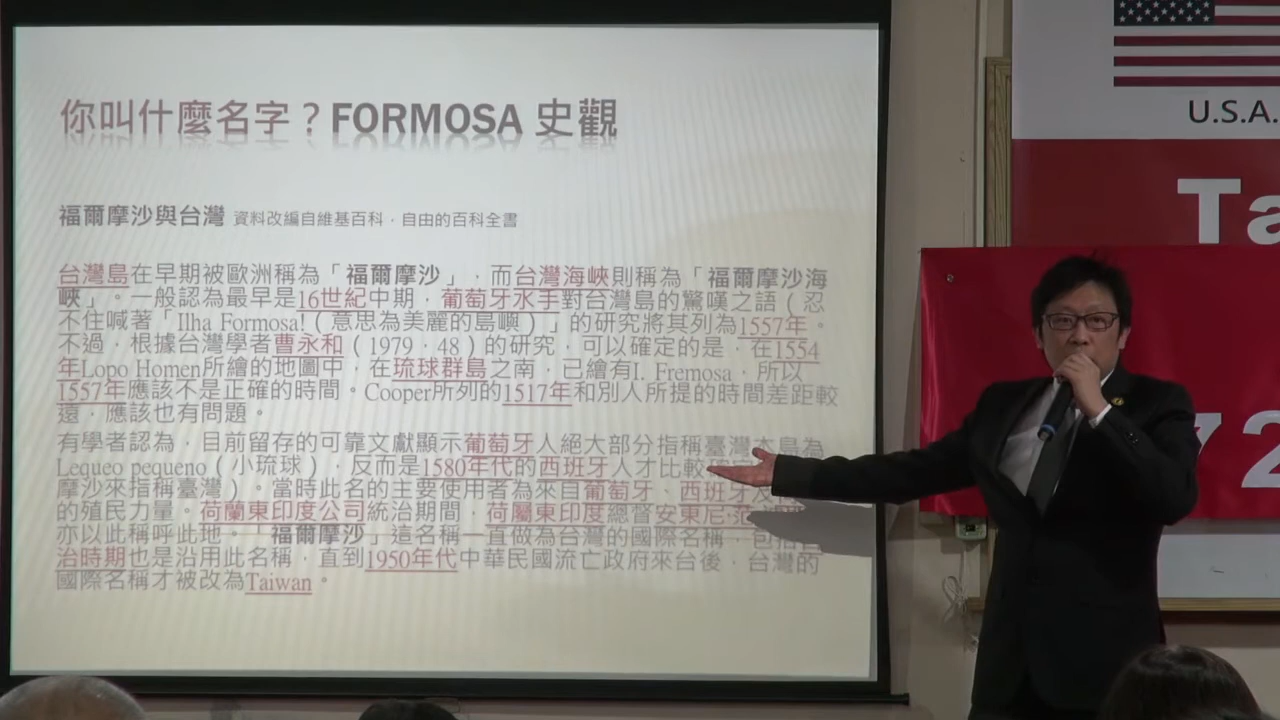 你叫什麼名字？FORMOSA 史觀
福爾摩沙與台灣 資料改編自維基百科，自由的百科全書
台灣島在早期被歐洲稱為「福爾摩沙」，而台灣海峽則稱為「福爾摩沙海
峽」。一般認為最早是16世紀中期，葡萄牙水手對台灣島的驚嘆之語（忍
不住喊著「Ilha Formosa!（意思為美麗的島嶼）」的研究將其列為1557年。
不過，根據台灣學者曹永和（1979，48）的研究，可以確定的是，在1554
年Lopo Homen所繪的地圖中，在琉球群島之南，已繪有I. Fremosa，所以
1557年應該不是正確的時間。Cooper所列的1517年和別人所提的時間差距較
遠，應該也有問題。
有學者認為，目前留存的可靠文獻顯示葡萄牙人絕大部分指稱臺灣本島為
Lequeo pequeno（小琉球），反而是1580年代的西班牙人才比較
摩沙來指稱臺灣）。當時此名的主要使用者為來自葡萄牙、西班牙及
的殖民力量。荷蘭東印度公司統治期間，荷屬東印度總督安東尼·范
亦以此稱呼此地。「福爾摩沙」這名稱一直做為台灣的國際名稱，包括
治時期也是沿用此名稱，直到1950年代中華民國流亡政府來台後，台灣的
國際名稱才被改為Taiwan。
U.S.A.
Ta
72